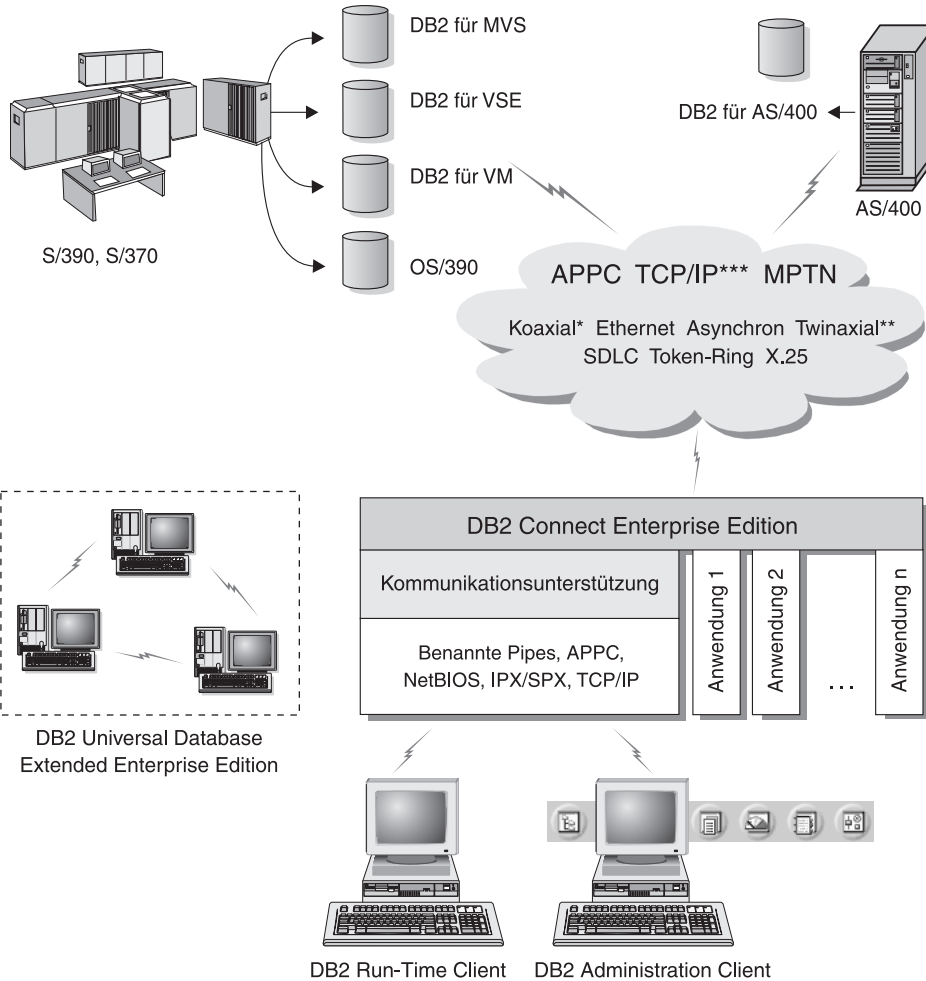 DB2 für MVS
DB2 für VSE
DB2 für VM
OS/390
S/390, S/370
DB2 für AS/400
AS/400
APPC TCP/IP*** MPTN
Koaxial* Ethernet Asynchron Twinaxial**
SDLC Token-Ring X.25
DB2 Connect Enterprise Edition
Kommunikationsunterstützung
Benannte Pipes, APPC,
NetBIOS, IPX/SPX, TCP/IP
Anwendung 1
Anwendung 2
...
Anwendung n
DB2 Universal Database
Extended Enterprise Edition
DB2 Run-Time Client
DB2 Administration Client